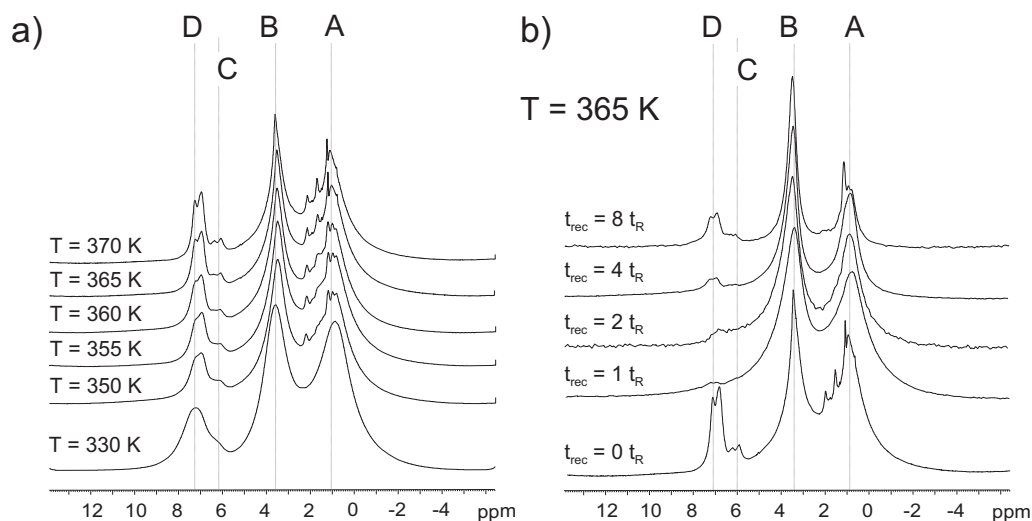 a)
D
B
A
C
T = 370 K
T = 365 K
T = 360 K
T = 355 K
T = 350 K
T = 330 K
12 10 8 6 4 2 0 -2 -4 ppm
b)
D
B
A
C
T = 365 K
t_rec = 8 t_R
t_rec = 4 t_R
t_rec = 2 t_R
t_rec = 1 t_R
t_rec = 0 t_R
12 10 8 6 4 2 0 -2 -4 ppm